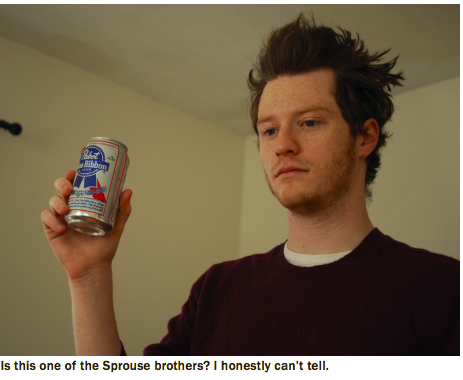 Pabst
Blue Ribbon
Is this one of the Sprouse brothers? I honestly can't tell.